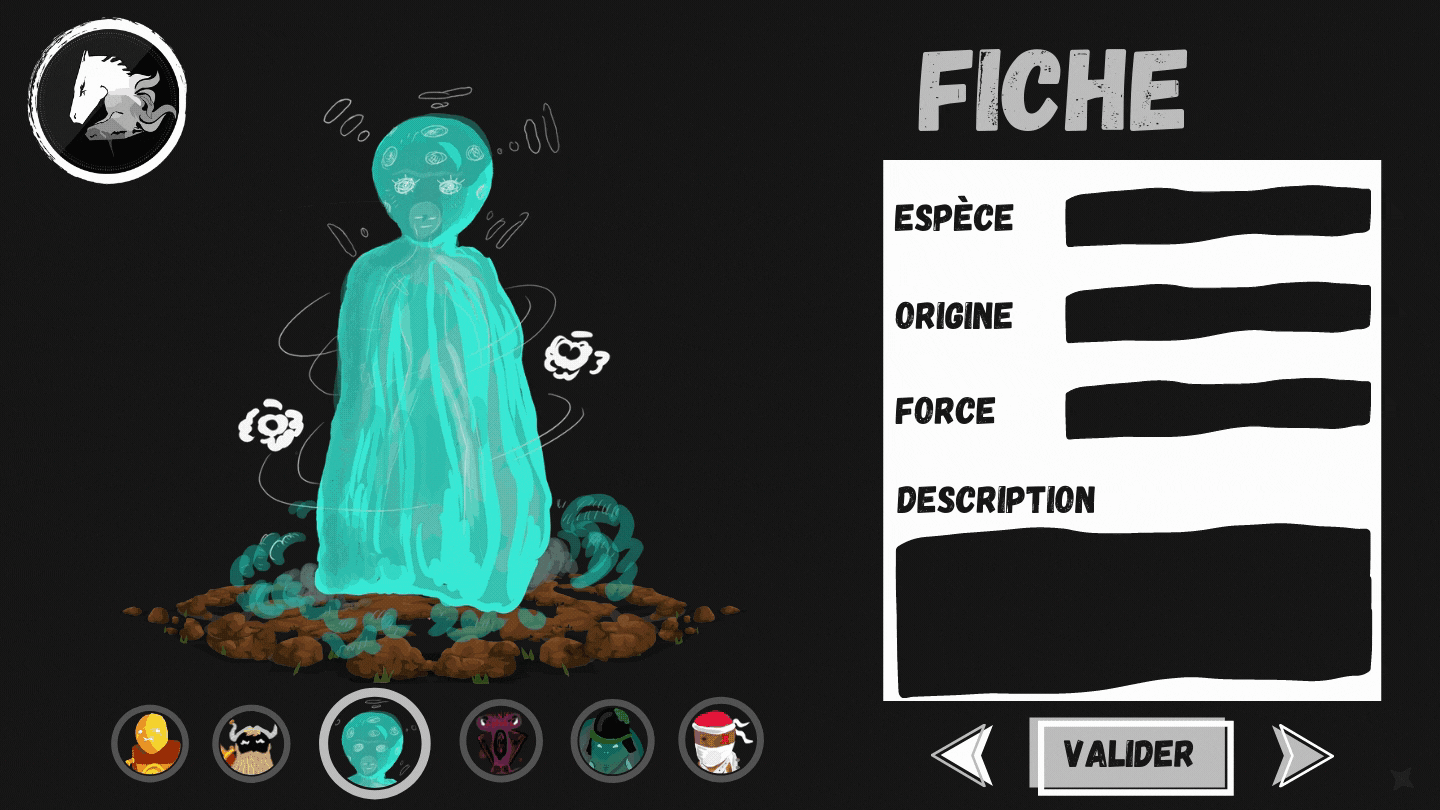 FICHE
ESPÈCE
ORIGINE
FORCE
DESCRIPTION
VALIDER